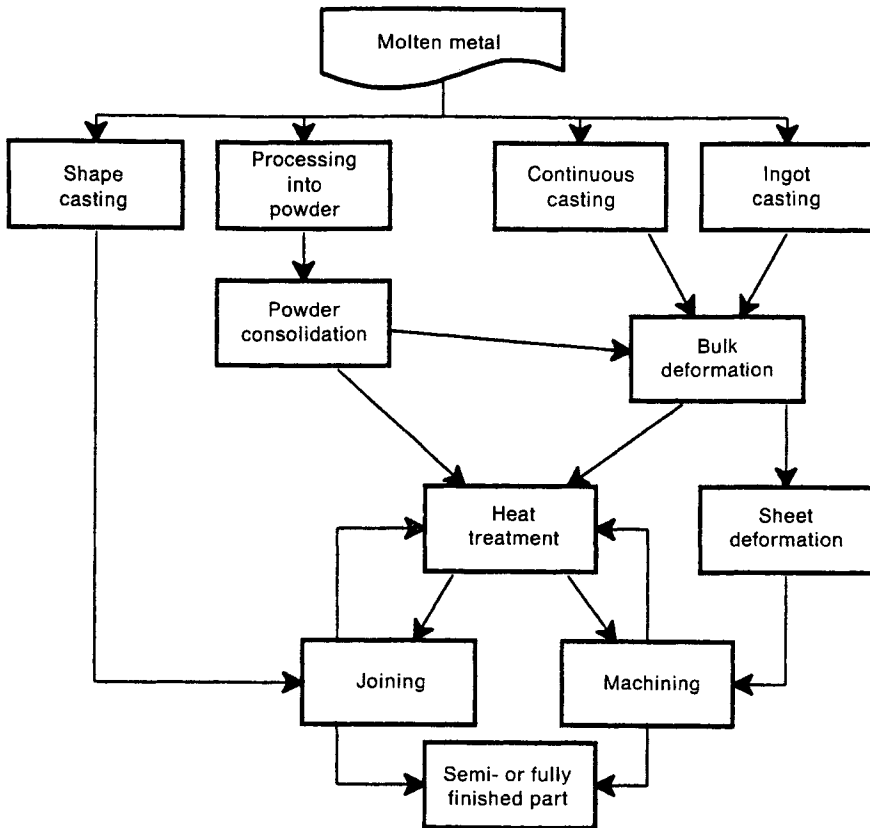 Molten metal
Shape
casting
Processing
into
powder
Continuous
casting
Ingot
casting
Powder
consolidation
Bulk
deformation
Heat
treatment
Sheet
deformation
Joining
Machining
Semi- or fully
finished part